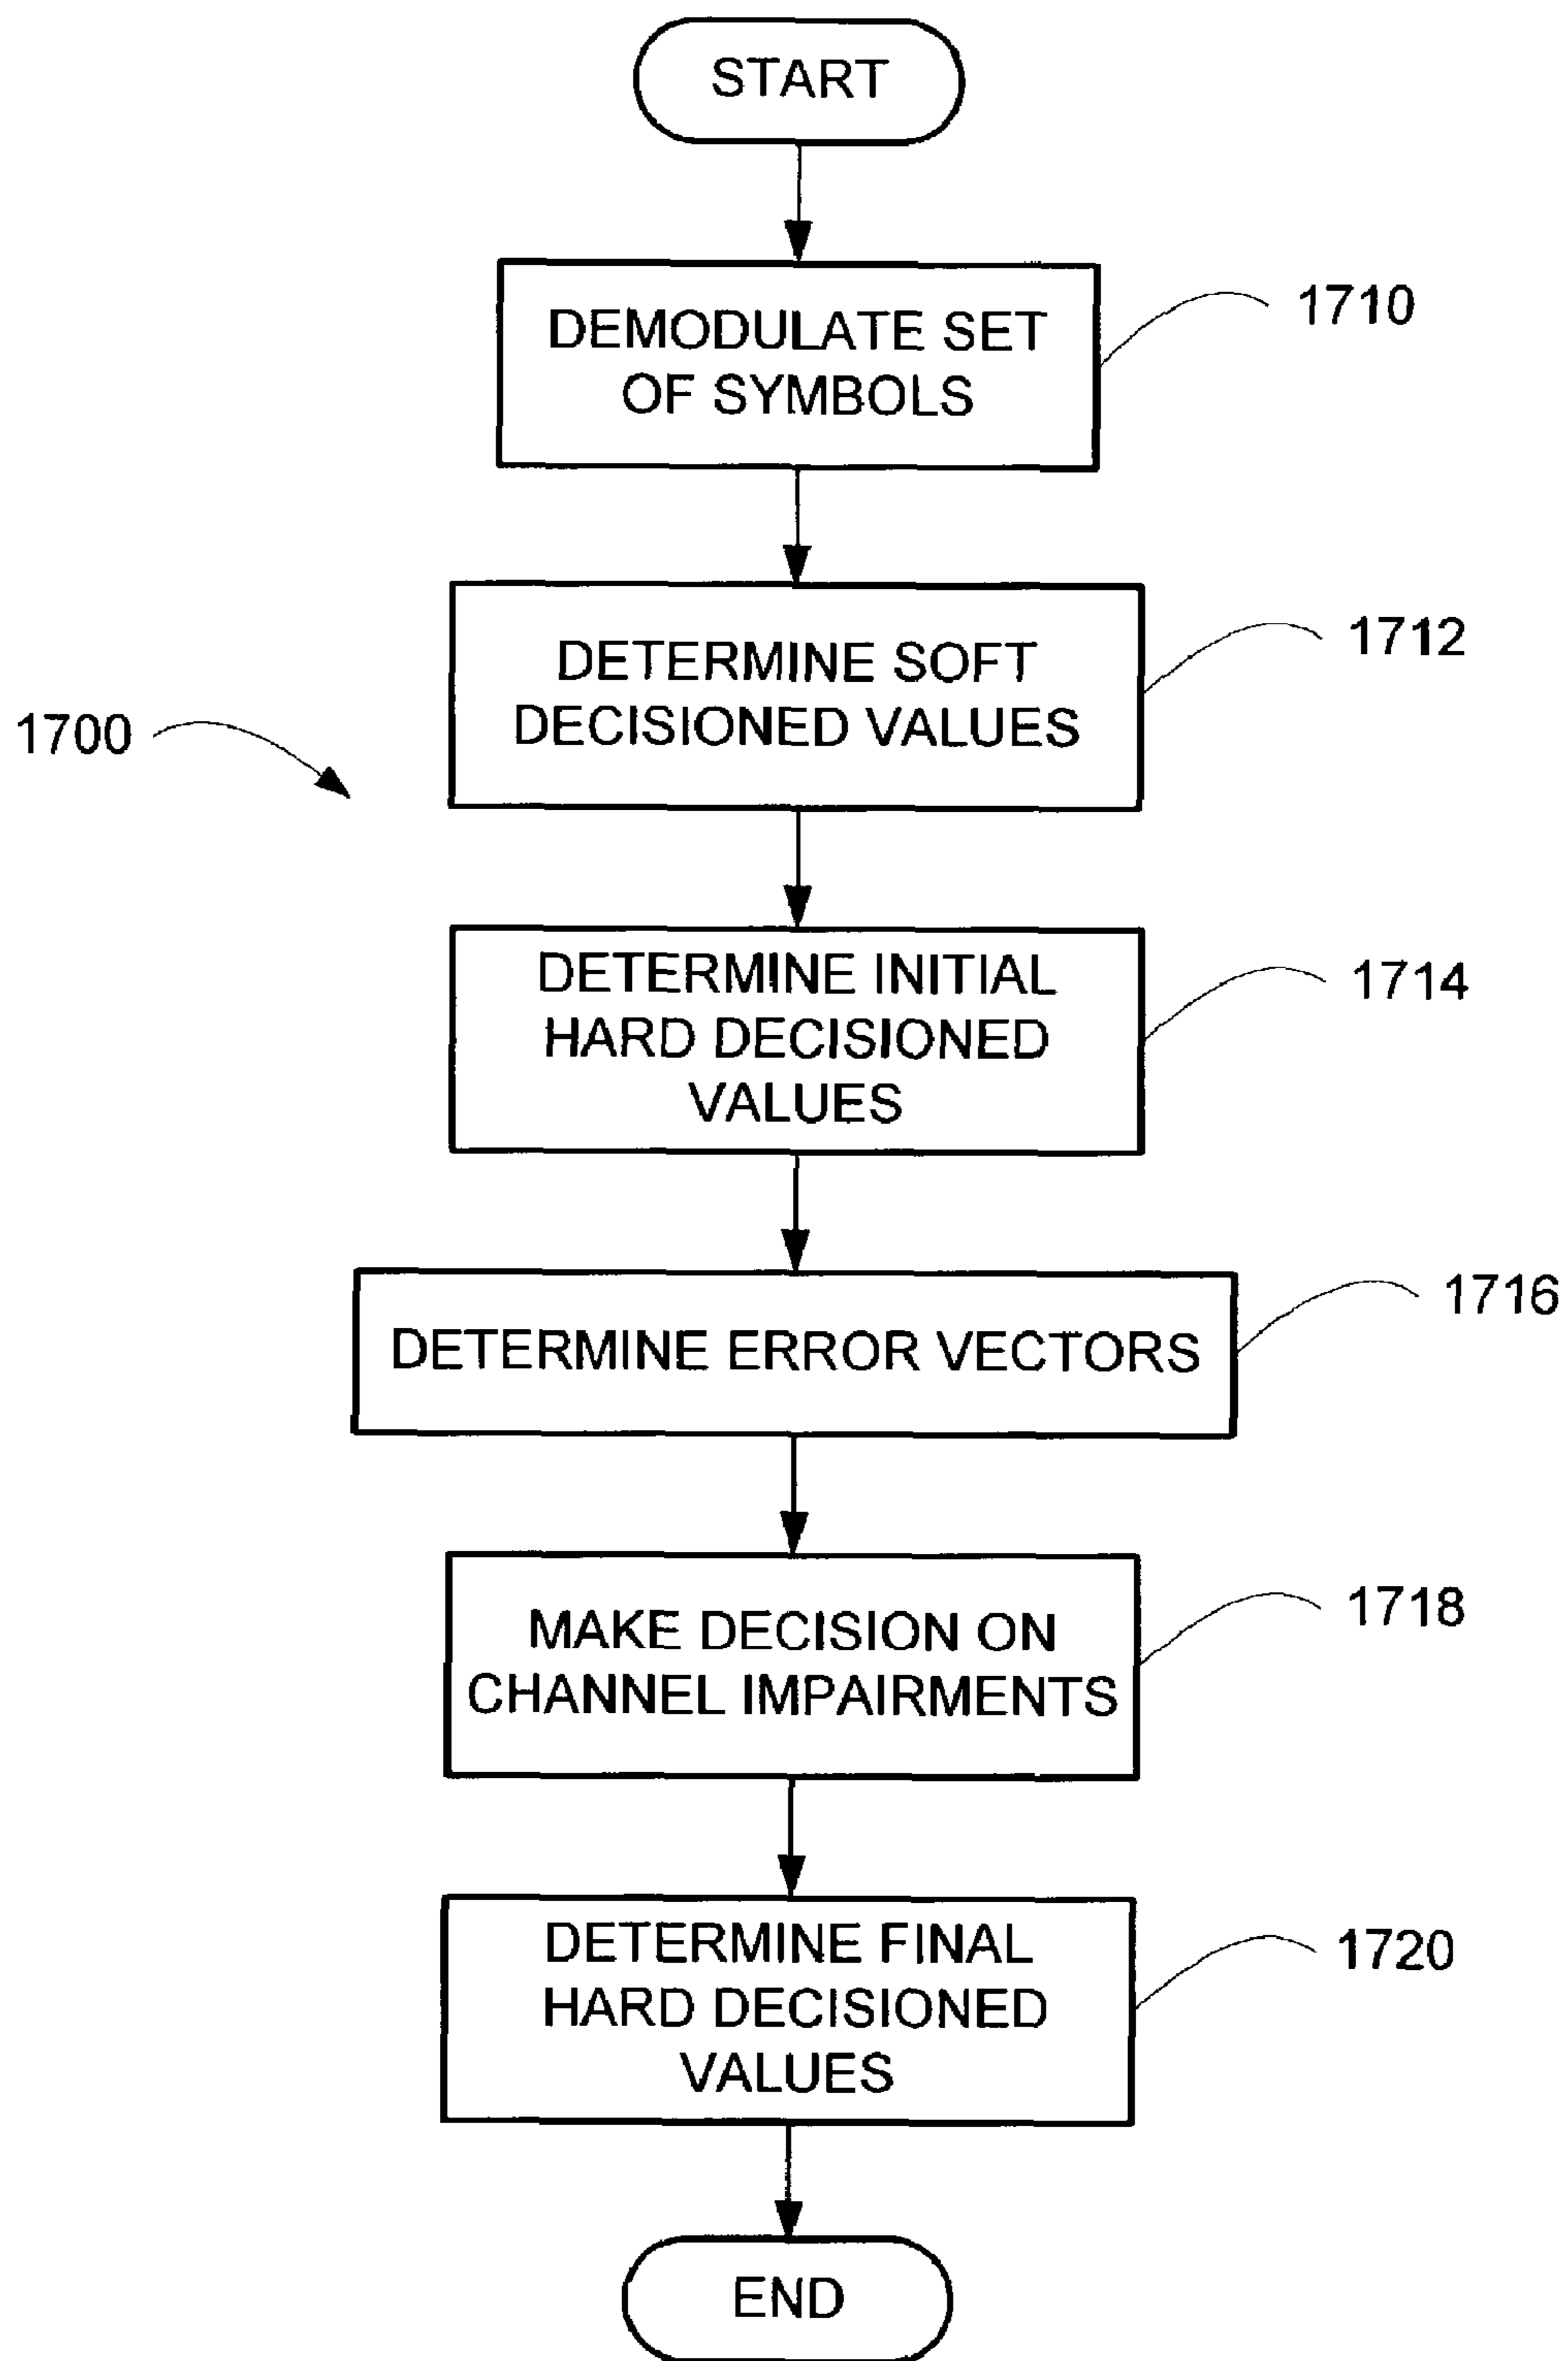 START
DEMODULATE SET
OF SYMBOLS
1710
DETERMINE SOFT
DECISIONED VALUES
1712
1700
DETERMINE INITIAL
HARD DECISIONED
VALUES
1714
DETERMINE ERROR VECTORS
1716
MAKE DECISION ON
CHANNEL IMPAIRMENTS
1718
DETERMINE FINAL
HARD DECISIONED
VALUES
1720
END